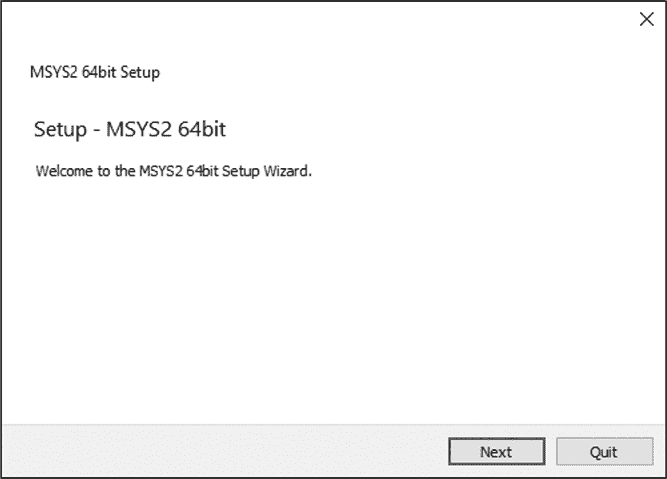 MSYS2 64bit Setup
Setup - MSYS2 64bit
Welcome to the MSYS2 64bit Setup Wizard.
Next
Quit